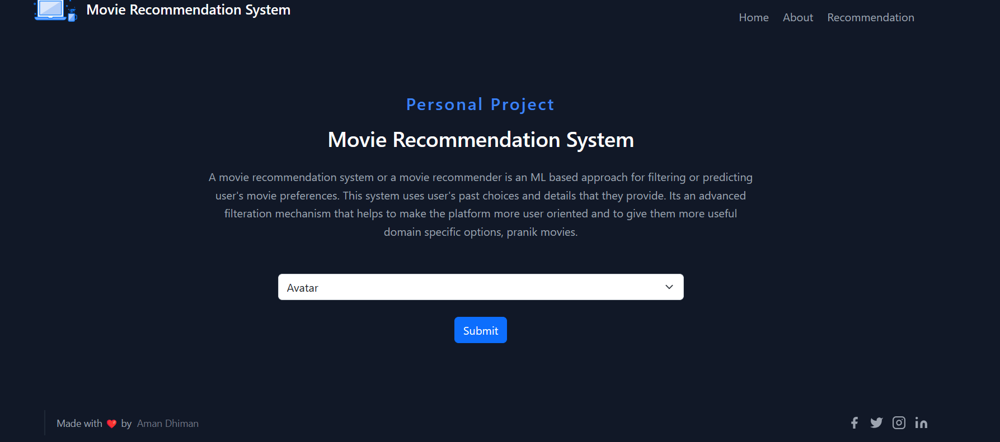 Movie Recommendation System
Home About Recommendation
Personal Project
Movie Recommendation System
A movie recommendation system or a movie recommender is an ML based approach for filtering or predicting
user's movie preferences. This system uses user's past choices and details that they provide. Its an advanced
filteration mechanism that helps to make the platform more user oriented and to give them more useful
domain specific options, pranik movies.
Avatar
Submit
Made with ❤️ by Aman Dhiman